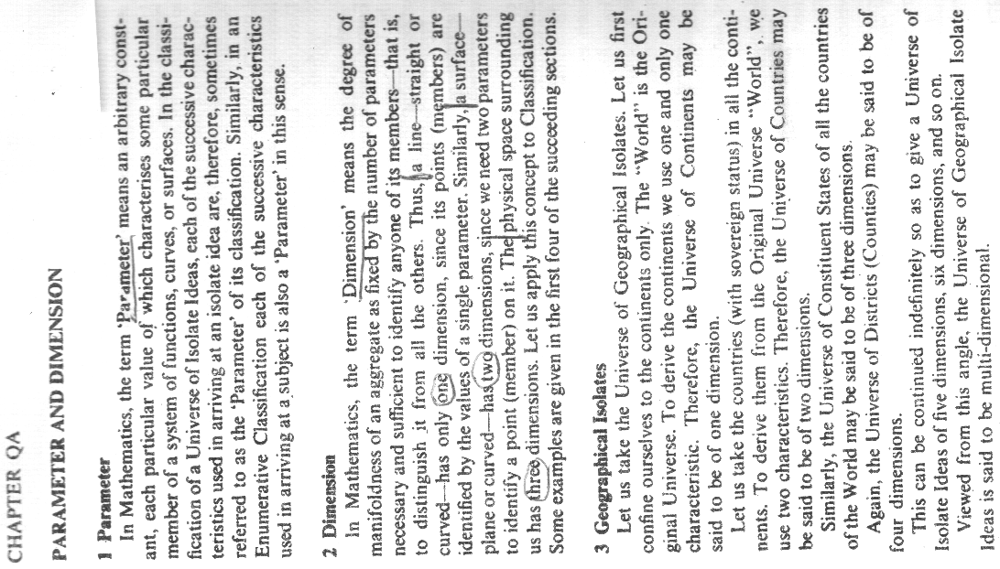 CHAPTER QA
PARAMETER AND DIMENSION
1 Parameter
In Mathematics, the term 'Parameter' means an arbitrary const-
ant, each particular value of which characterises some particular
member of a system of functions, curves, or surfaces. In the classi-
fication of a Universe of Isolate Ideas, each of the successive charac-
teristics used in arriving at an isolate idea are, therefore, sometimes
referred to as the 'Parameter' of its classification. Similarly, in an
Enumerative Classification each of the successive characteristics
used in arriving at a subject is also a 'Parameter' in this sense.
2 Dimension
In Mathematics, the term 'Dimension' means the degree of
manifoldness of an aggregate as fixed by the number of parameters
necessary and sufficient to identify anyone of its members—that is,
to distinguish it from all the others. Thus, a line—straight or
curved—has only one dimension, since its points (members) are
identified by the values of a single parameter. Similarly, a surface—
plane or curved—has two dimensions, since we need two parameters
to identify a point (member) on it. The physical space surrounding
us has three dimensions. Let us apply this concept to Classification.
Some examples are given in the first four of the succeeding sections.
3 Geographical Isolates
Let us take the Universe of Geographical Isolates. Let us first
confine ourselves to the continents only. The "World" is the Ori-
ginal Universe. To derive the continents we use one and only one
characteristic. Therefore, the Universe of Continents may be
said to be of one dimension.
Let us take the countries (with sovereign status) in all the conti-
nents. To derive them from the Original Universe "World", we
use two characteristics. Therefore, the Universe of Countries may
be said to be of two dimensions.
Similarly, the Universe of Constituent States of all the countries
of the World may be said to be of three dimensions.
Again, the Universe of Districts (Counties) may be said to be of
four dimensions.
This can be continued indefinitely so as to give a Universe of
Isolate Ideas of five dimensions, six dimensions, and so on.
Viewed from this angle, the Universe of Geographical Isolate
Ideas is said to be multi-dimensional.